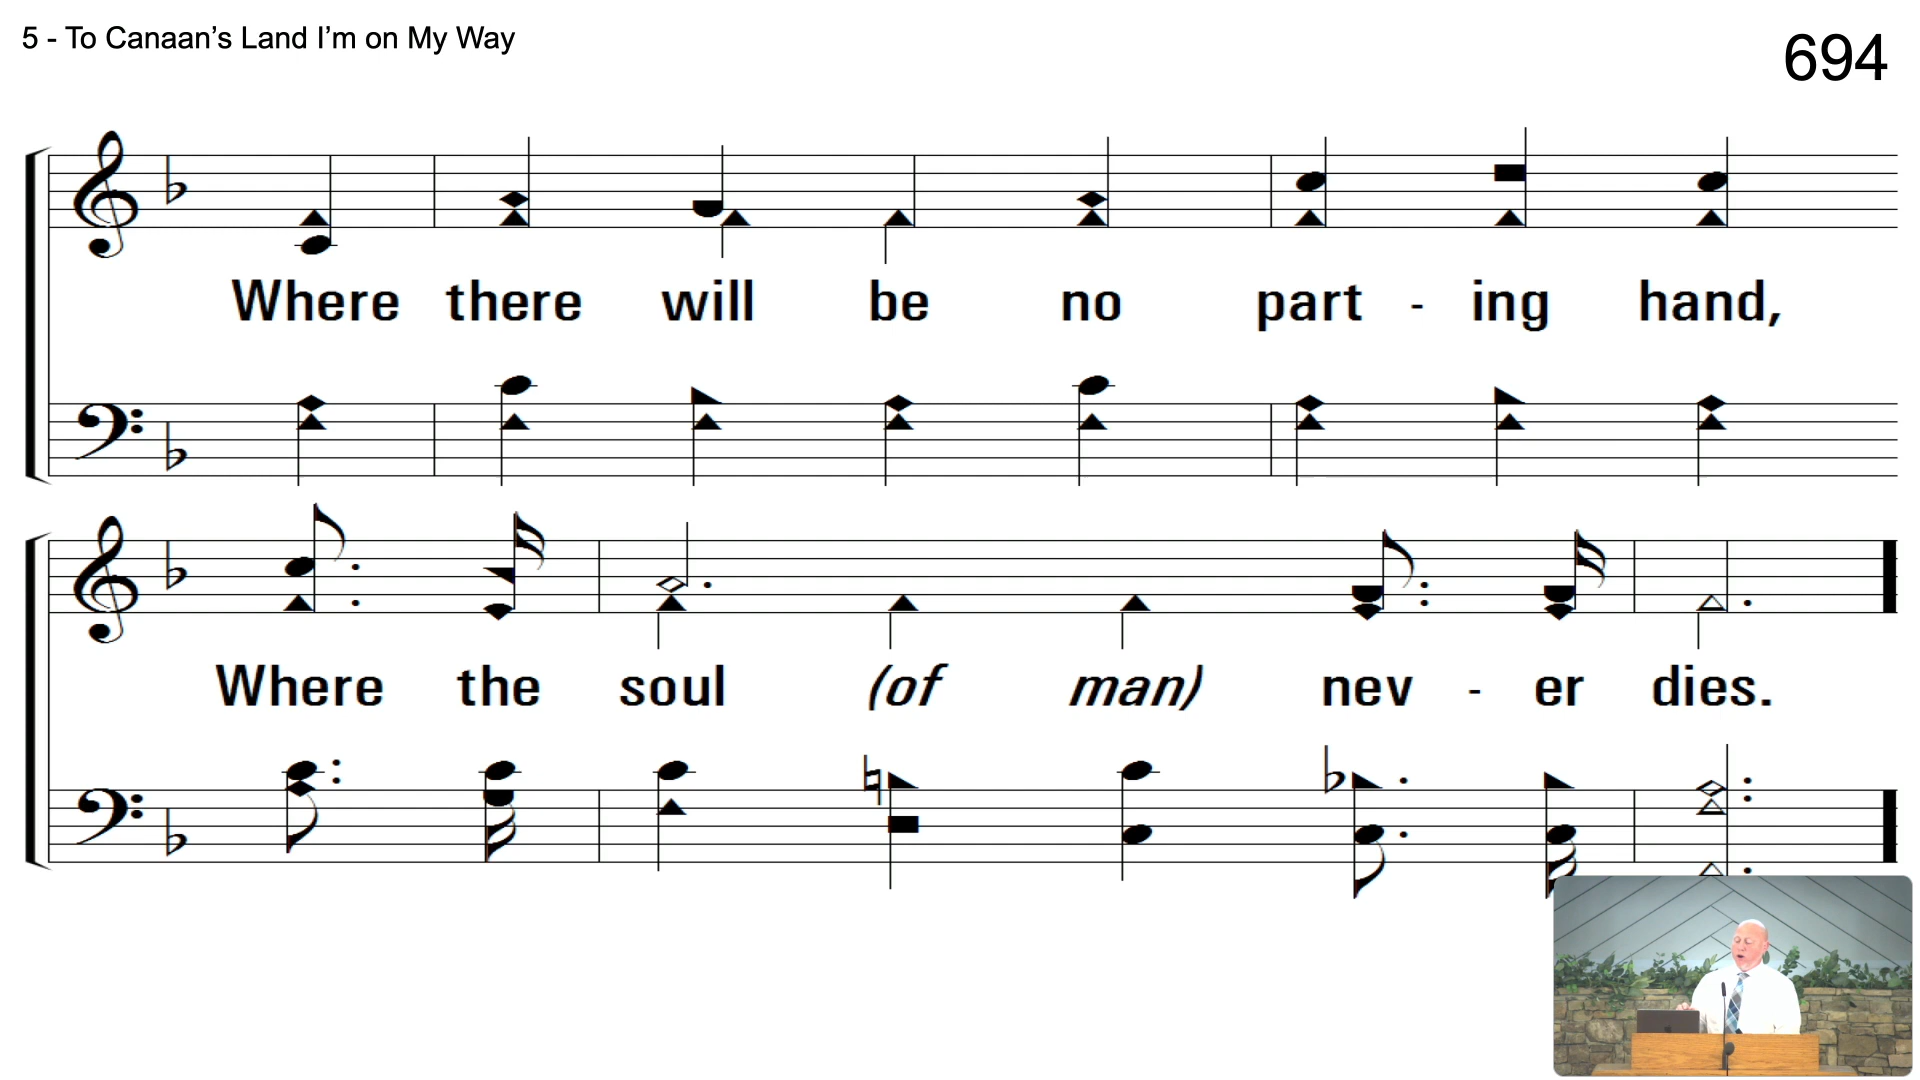 5 - To Canaan’s Land I’m on My Way
694
Where there will be no part - ing hand,
Where the soul (of man) nev - er dies.